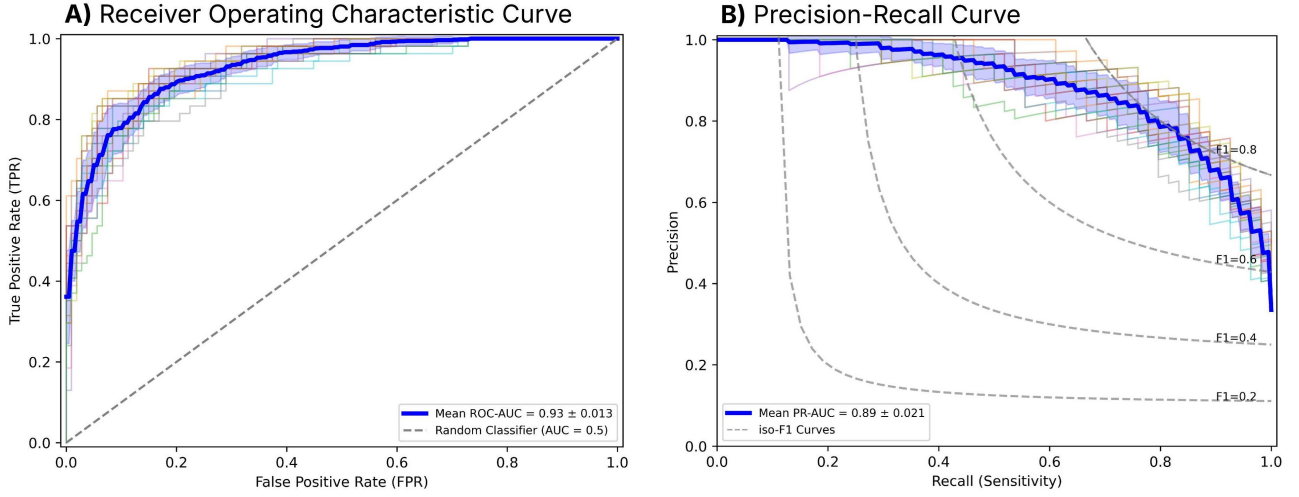 A) Receiver Operating Characteristic Curve
1.0
0.8
0.6
0.4
0.2
0.0
True Positive Rate (TPR)
Mean ROC-AUC = 0.93 ± 0.013
Random Classifier (AUC = 0.5)
0.0 0.2 0.4 0.6 0.8 1.0
False Positive Rate (FPR)
B) Precision-Recall Curve
1.0
0.8
0.6
0.4
0.2
0.0
Precision
F1=0.8
F1=0.6
F1=0.4
F1=0.2
Mean PR-AUC = 0.89 ± 0.021
iso-F1 Curves
0.0 0.2 0.4 0.6 0.8 1.0
Recall (Sensitivity)